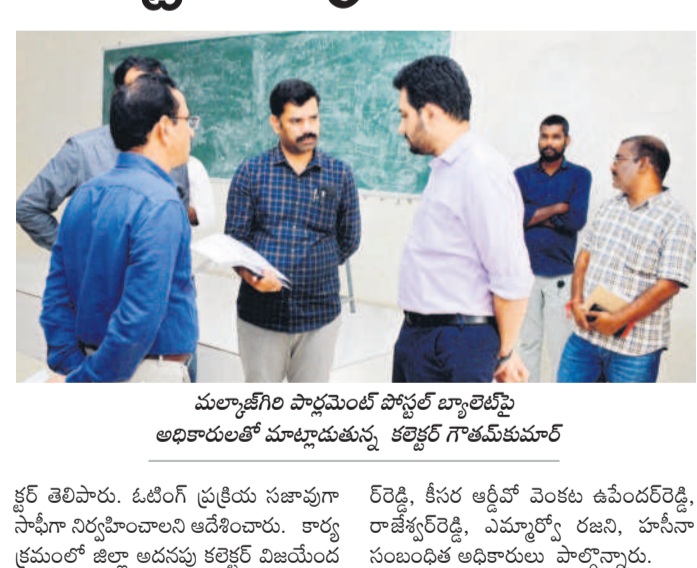 మల్కాజ్‌గిరి పార్లమెంట్ పోస్టల్ బ్యాలెట్‌పై
అధికారులతో మాట్లాడుతున్న కలెక్టర్ గౌతమ్‌కుమార్
క్టర్ తెలిపారు. ఓటింగ్ ప్రక్రియ సజావుగా
సాఫీగా నిర్వహించాలని ఆదేశించారు. కార్య
క్రమంలో జిల్లా అదనపు కలెక్టర్ విజయేంద
ర్‌రెడ్డి, కీసర ఆర్డీవో వెంకట ఉపేందర్‌రెడ్డి,
రాజేశ్వర్‌రెడ్డి, ఎమ్మార్వో రజని, హసీనా
సంబంధిత అధికారులు పాల్గొన్నారు.